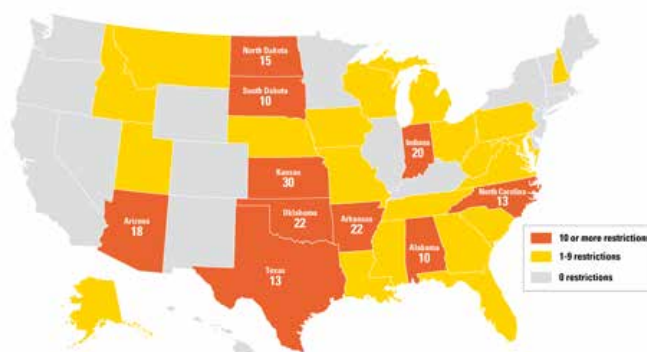 North Dakota
15
South Dakota
10
Indiana
20
Kansas
30
North Carolina
13
Arizona
18
Oklahoma
22
Arkansas
22
Alabama
10
Texas
13
10 or more restrictions
1-9 restrictions
0 restrictions